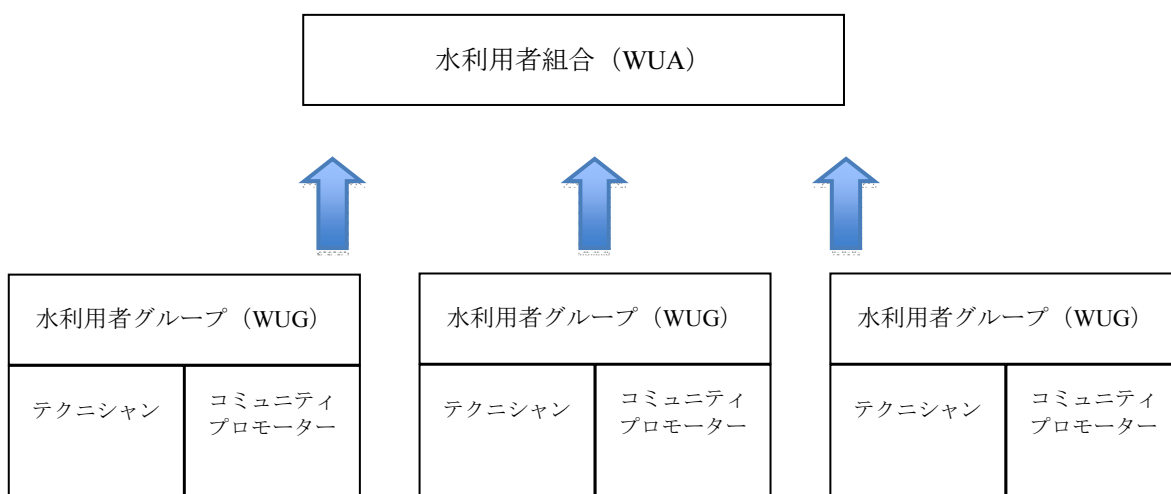 水利用者組合（WUA）
水利用者グループ（WUG）
テクニシャン
コミュニティ
プロモーター
水利用者グループ（WUG）
テクニシャン
コミュニティ
プロモーター
水利用者グループ（WUG）
テクニシャン
コミュニティ
プロモーター